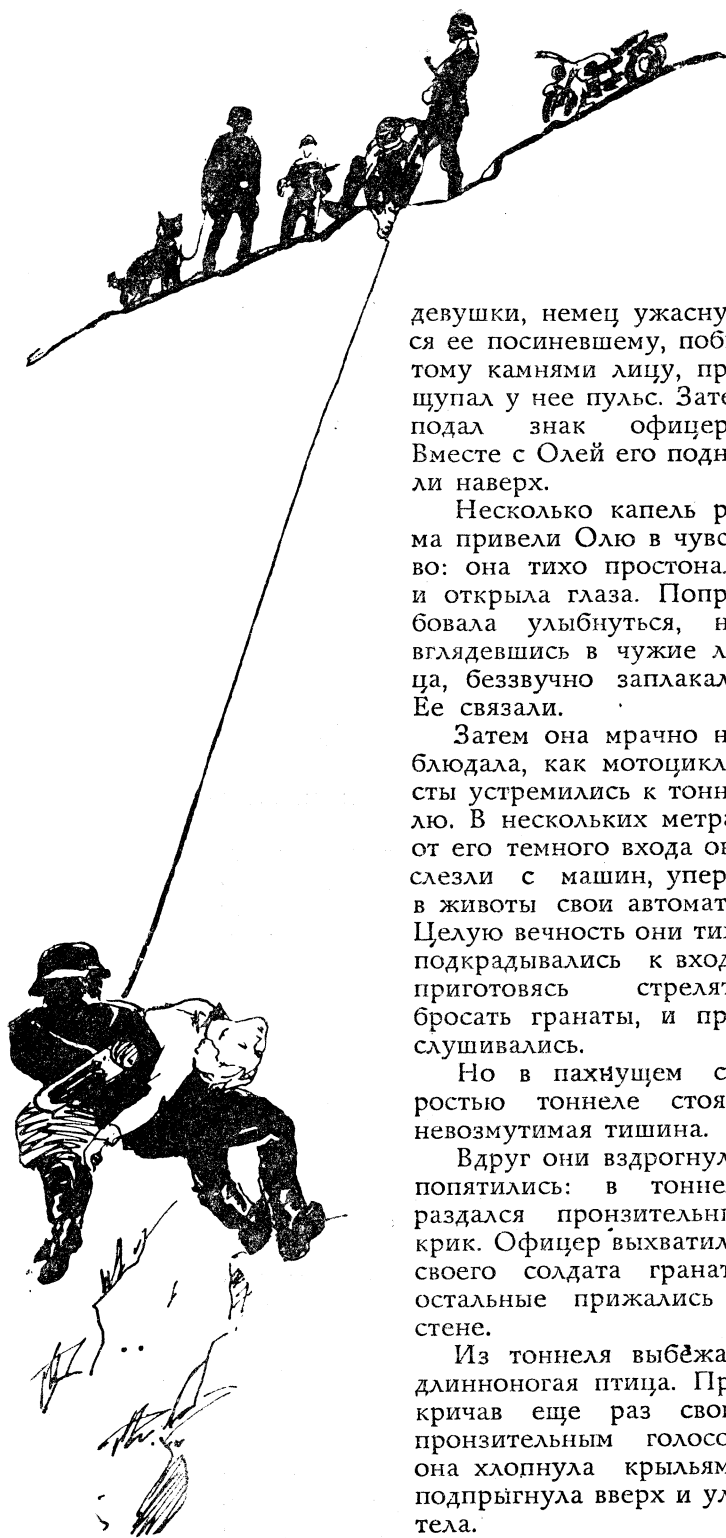 девушки, немец ужасну
ся ее посиневшему, поб
тому камнями лицу, пр
щупал у нее пульс. Зате
подал знак офицер
Вместе с Олей его подн
ли наверх.
Несколько капель р
ма привели Олю в чувс
во: она тихо простонал
и открыла глаза. Попр
бовала улыбнуться, н
вглядевшись в чужие л
ца, беззвучно заплакал
Ее связали.
Затем она мрачно н
блюдала, как мотоцикл
сты устремились к тонн
лю. В нескольких метра
от его темного входа он
слезли с машин, упер
в животы свои автомат
Целую вечность они тих
подкрадывались к вход
приготовясь стрелят
бросать гранаты, и пр
слушивались.
Но в пахнущем с
ростью тоннеле стоя
невозмутимая тишина.
Вдруг они вздрогнул
попятились: в тонне
раздался пронзительны
крик. Офицер выхватил
своего солдата гранат
остальные прижались
стене.
Из тоннеля выбежа
длинноногая птица. Пр
кричав еще раз свои
пронзительным голосо
она хлопнула крыльям
подпрыгнула вверх и ул
тела.